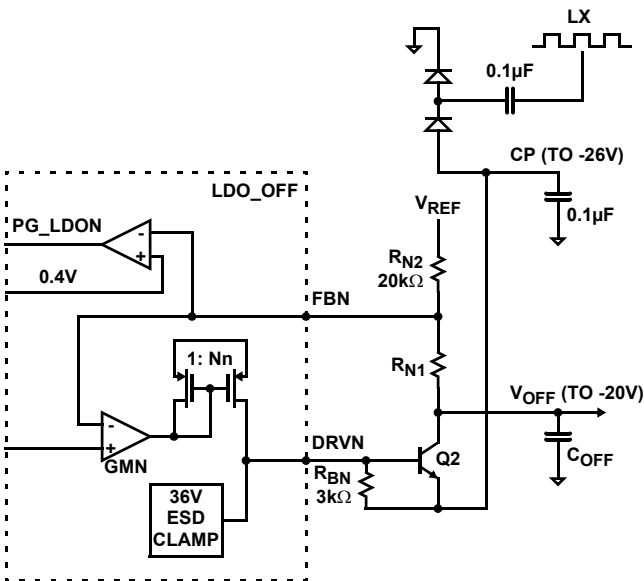 LX
0.1µF
CP (TO -26V)
0.1µF
LDO_OFF
PG_LDON
-
+
0.4V
VREF
RN2
20kΩ
FBN
1: Nn
RN1
VOFF (TO -20V)
-
+
GMN
DRVN
Q2
COFF
RBN
3kΩ
36V
ESD
CLAMP